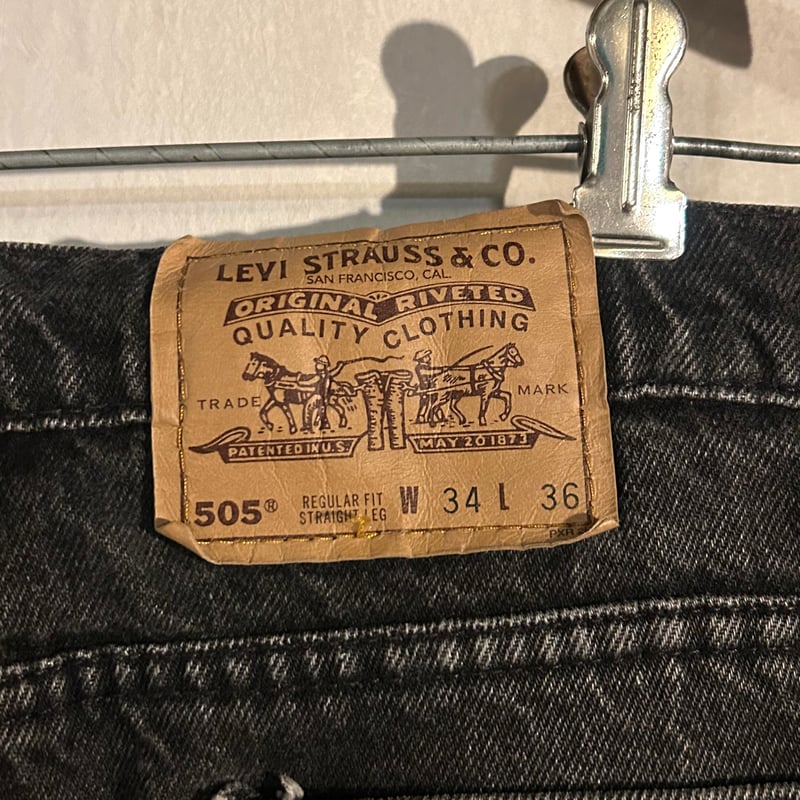 LEVI STRAUSS & CO.
SAN FRANCISCO, CAL.
ORIGINAL RIVETED
QUALITY CLOTHING
TRADE MARK
PATENTED IN U.S. MAY 20 1873
505® REGULAR FIT W 34 L 36
STRAIGHT LEG